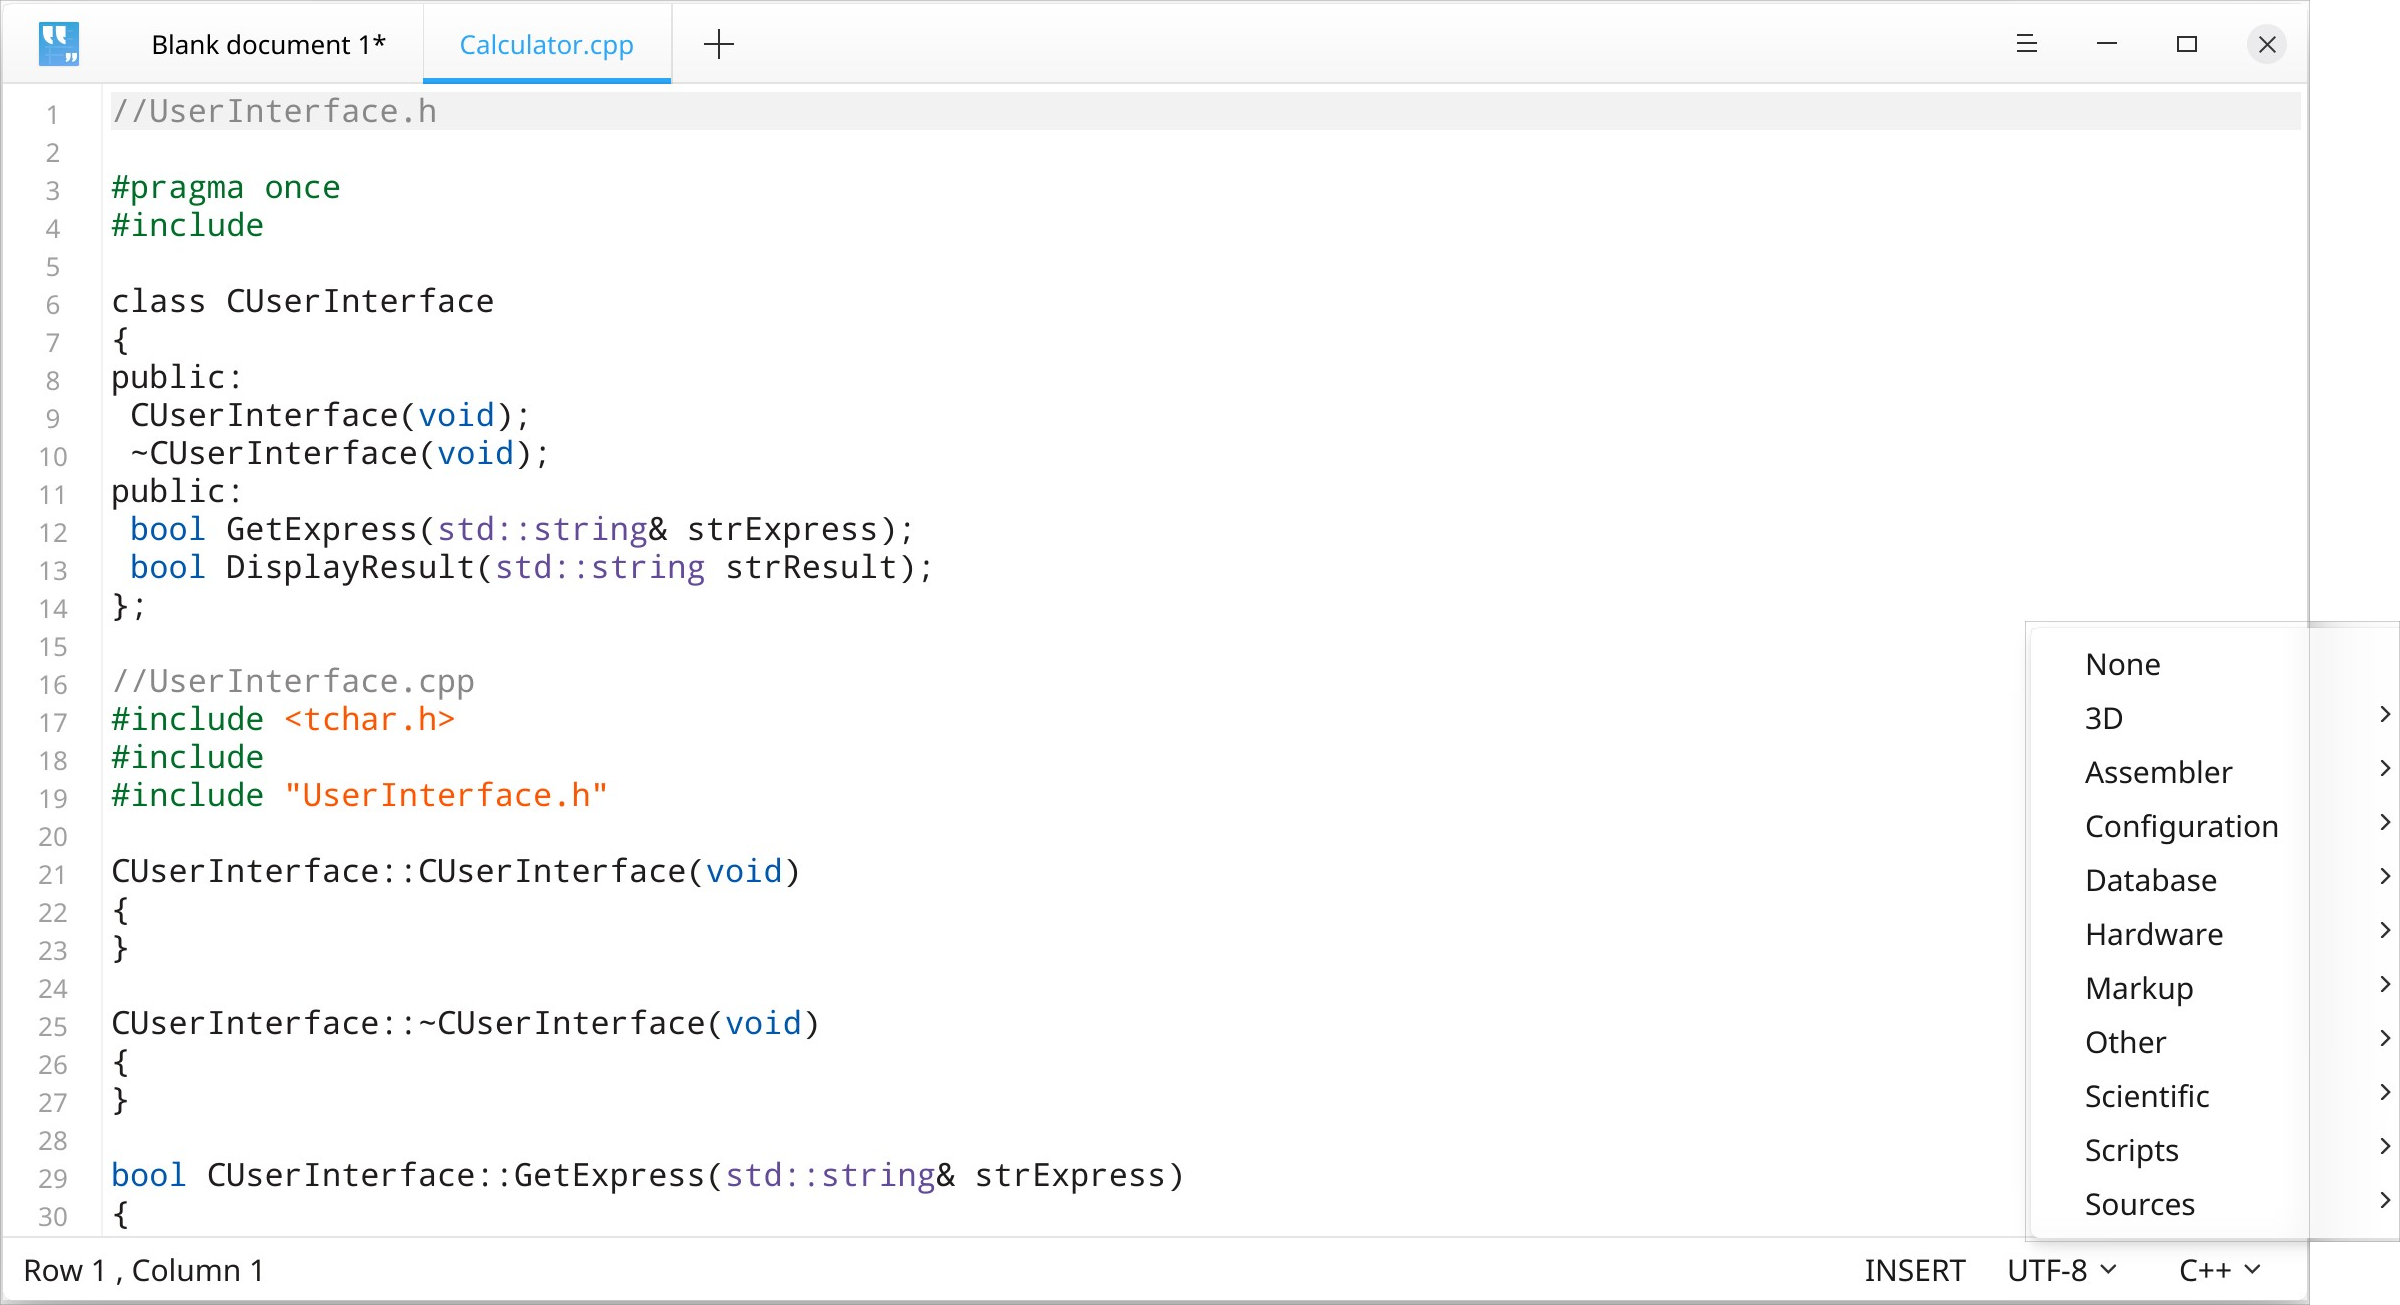 Blank document 1*
Calculator.cpp
1 //UserInterface.h
2
3 #pragma once
4 #include
5
6 class CUserInterface
7 {
8 public:
9  CUserInterface(void);
10  ~CUserInterface(void);
11 public:
12  bool GetExpress(std::string& strExpress);
13  bool DisplayResult(std::string strResult);
14 };
15
16 //UserInterface.cpp
17 #include <tchar.h>
18 #include
19 #include "UserInterface.h"
20
21 CUserInterface::CUserInterface(void)
22 {
23 }
24
25 CUserInterface::~CUserInterface(void)
26 {
27 }
28
29 bool CUserInterface::GetExpress(std::string& strExpress)
30 {
None
3D
Assembler
Configuration
Database
Hardware
Markup
Other
Scientific
Scripts
Sources
Row 1 , Column 1
INSERT
UTF-8
C++